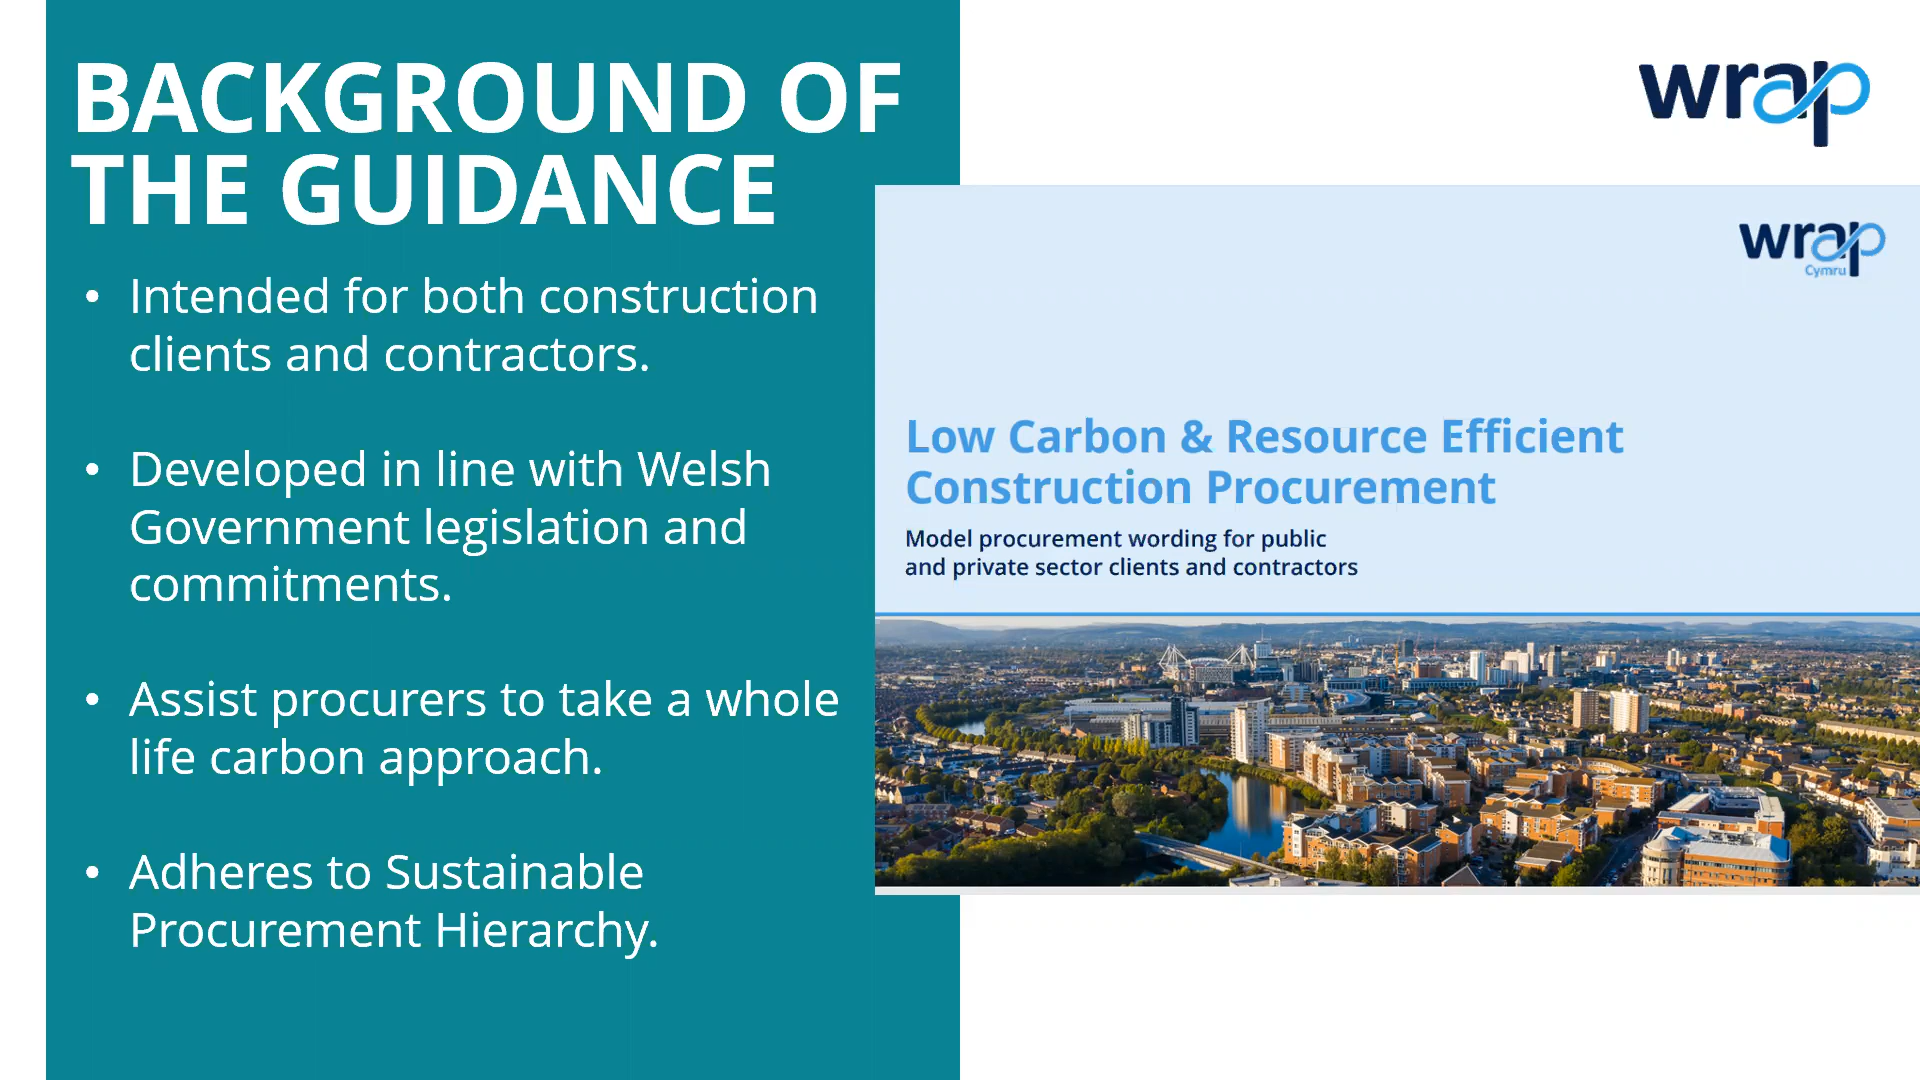 BACKGROUND OF
THE GUIDANCE
• Intended for both construction
clients and contractors.
• Developed in line with Welsh
Government legislation and
commitments.
• Assist procurers to take a whole
life carbon approach.
• Adheres to Sustainable
Procurement Hierarchy.
wrap
wrap
Cymru
Low Carbon & Resource Efficient
Construction Procurement
Model procurement wording for public
and private sector clients and contractors